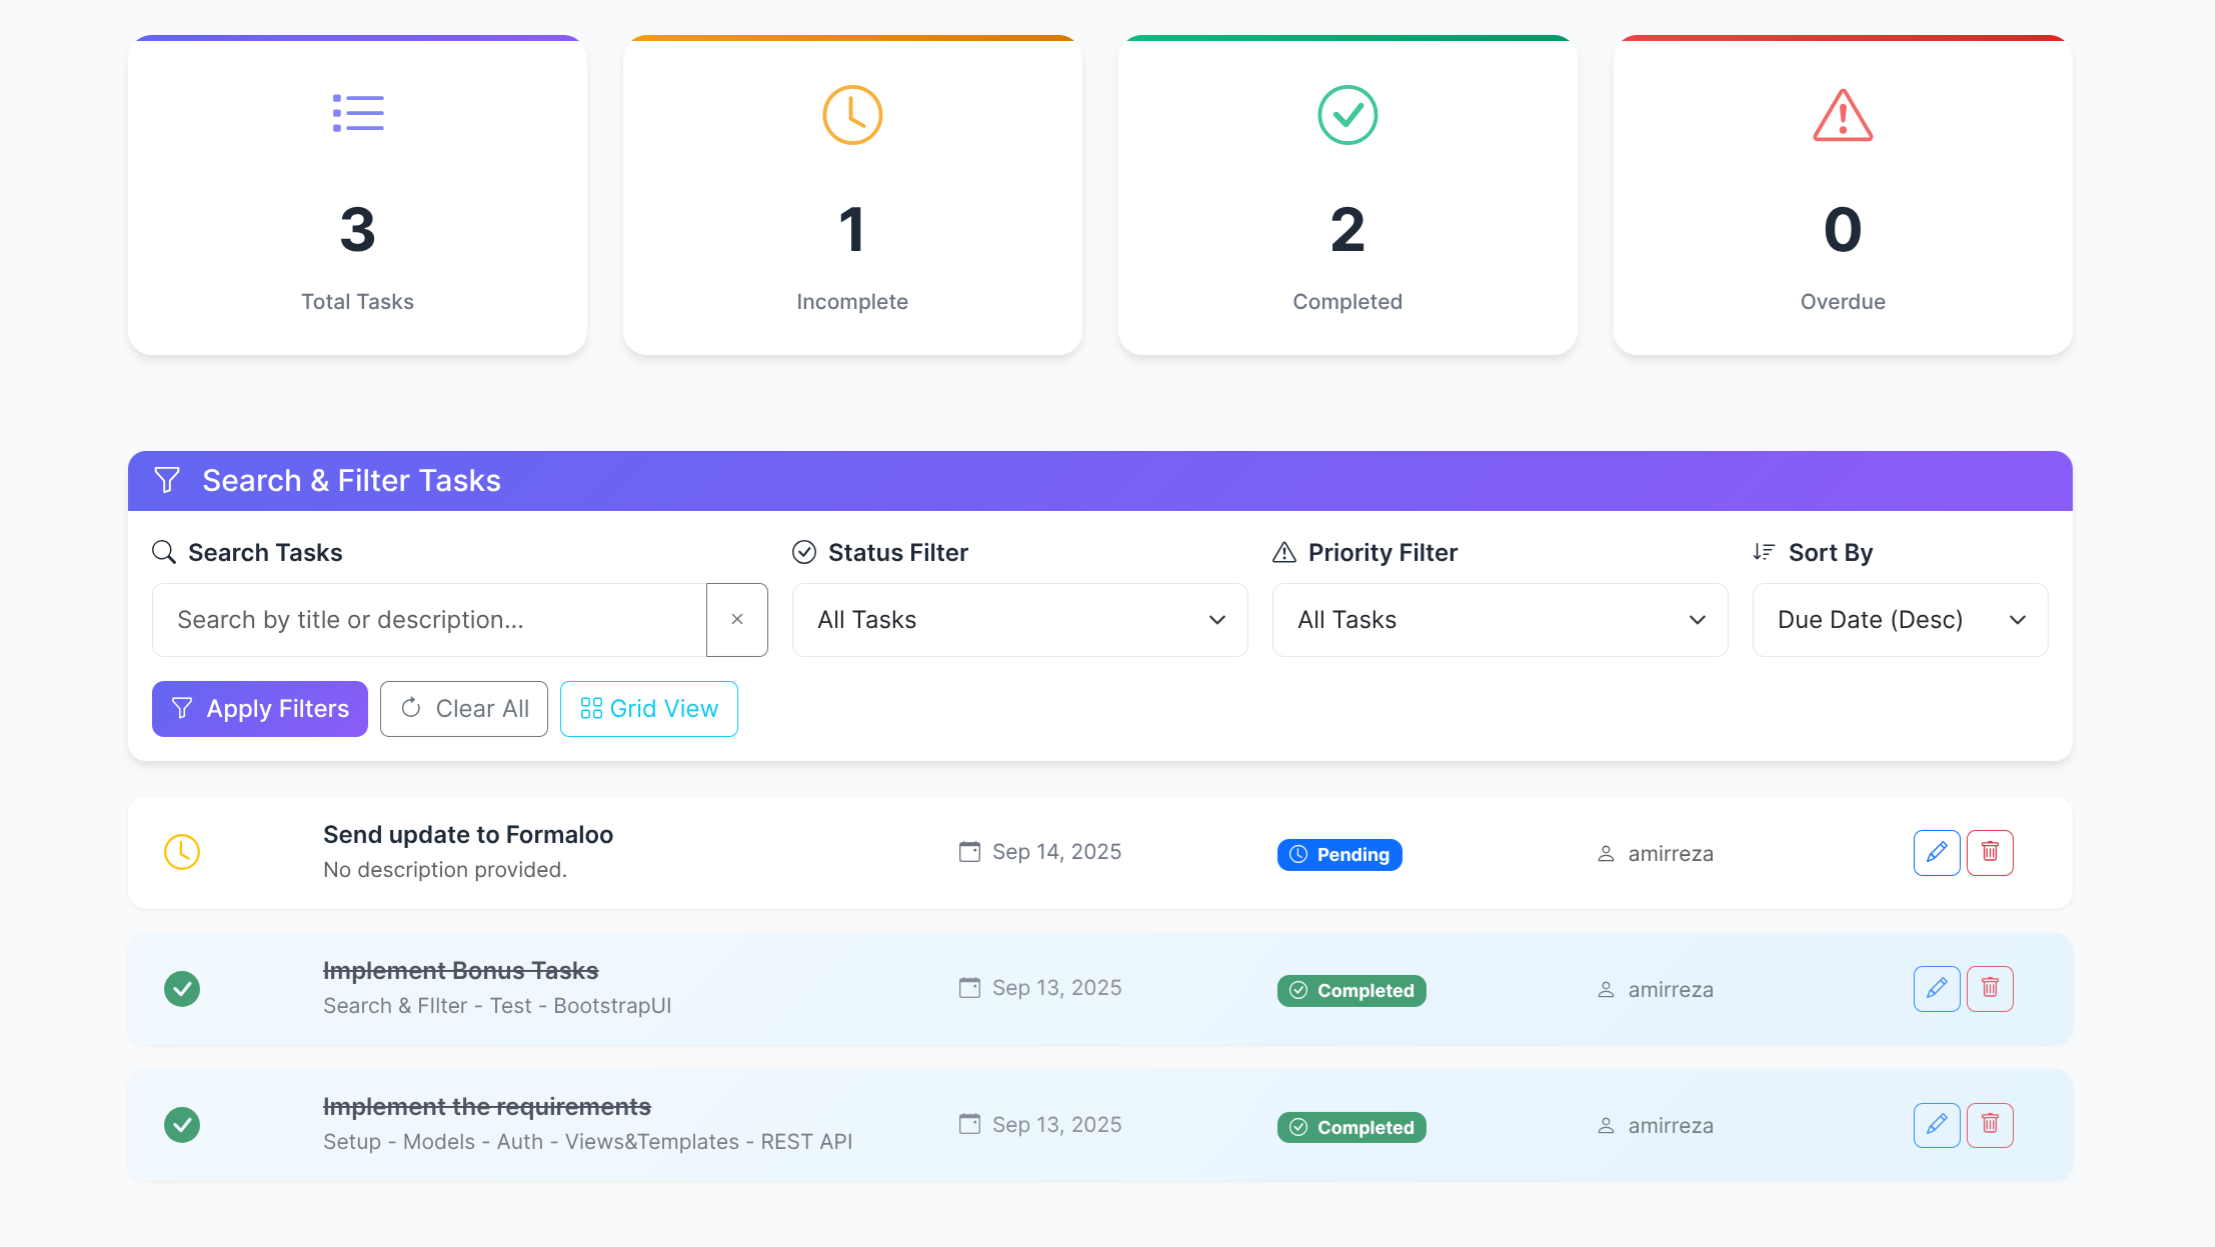 3
Total Tasks
1
Incomplete
2
Completed
0
Overdue
Search & Filter Tasks
Search Tasks
Search by title or description...
Status Filter
All Tasks
Priority Filter
All Tasks
Sort By
Due Date (Desc)
Apply Filters
Clear All
Grid View
Send update to Formaloo
No description provided.
Sep 14, 2025
Pending
amirreza
Implement Bonus Tasks
Search & FIlter - Test - BootstrapUI
Sep 13, 2025
Completed
amirreza
Implement the requirements
Setup - Models - Auth - Views&Templates - REST API
Sep 13, 2025
Completed
amirreza